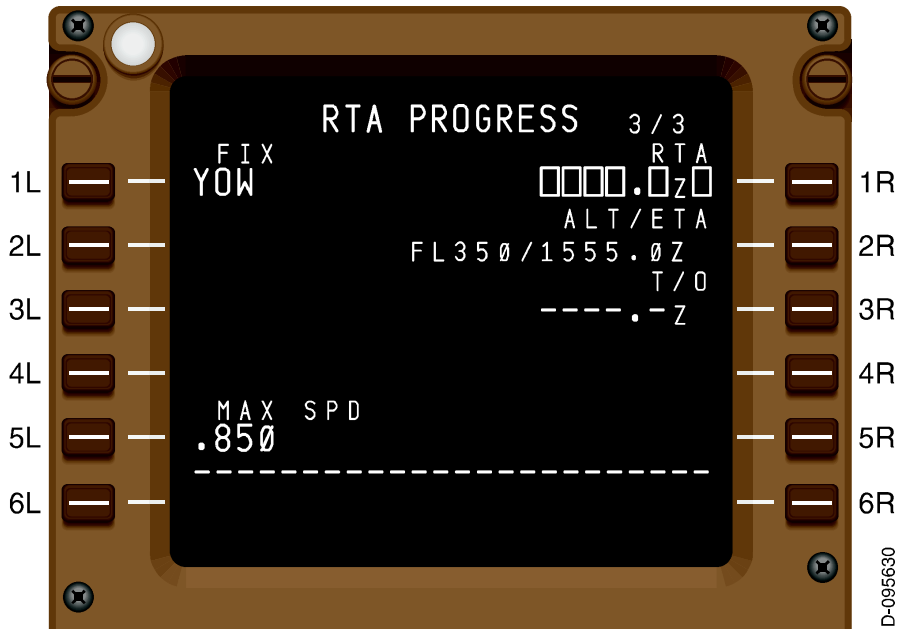 RTA PROGRESS 3/3
FIX RTA
1L YOW □□□□.□Z□ 1R
ALT/ETA
2L FL350/1555.0Z 2R
T/O
3L ----.-Z 3R
4L 4R
MAX SPD
5L .850 5R
------------------------
6L 6R
D-095630